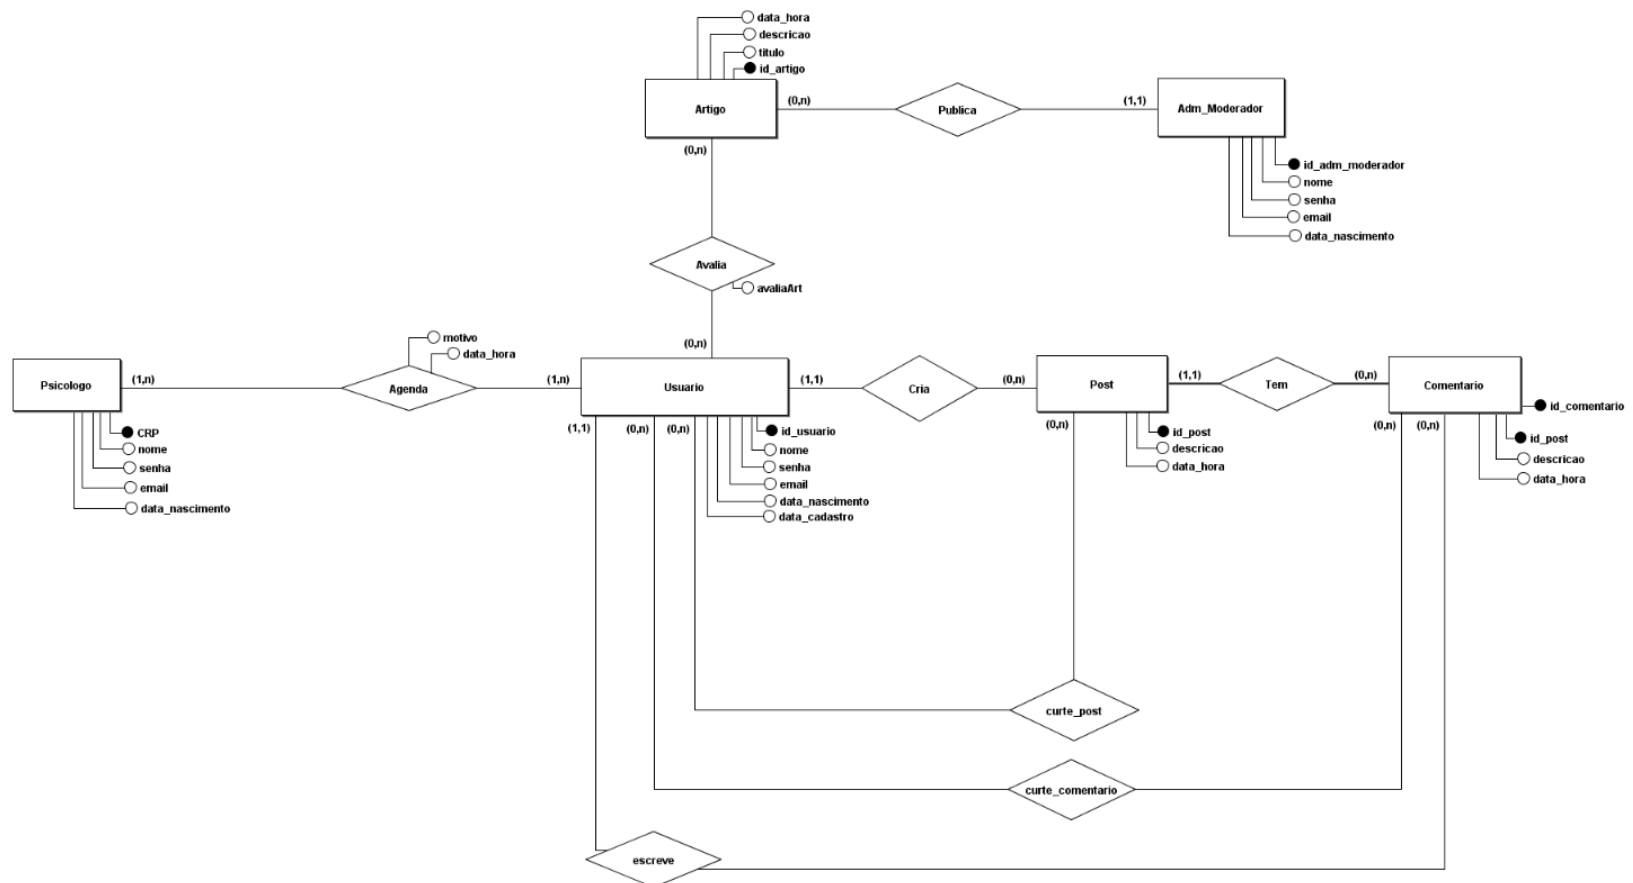 data_hora
descricao
titulo
id_artigo
Artigo
(0,n)
Publica
(1,1)
Adm_Moderador
(0,n)
id_adm_moderador
nome
senha
email
data_nascimento
Avalia
avaliaArt
(0,n)
motivo
data_hora
Psicologo
(1,n)
Agenda
(1,n)
Usuario
(1,1)
Cria
(0,n)
Post
(1,1)
Tem
(0,n)
Comentario
CRP
nome
senha
email
data_nascimento
(1,1)
(0,n)
(0,n)
id_usuario
nome
senha
email
data_nascimento
data_cadastro
(0,n)
id_post
descricao
data_hora
(0,n)
(0,n)
id_comentario
id_post
descricao
data_hora
curte_post
curte_comentario
escreve